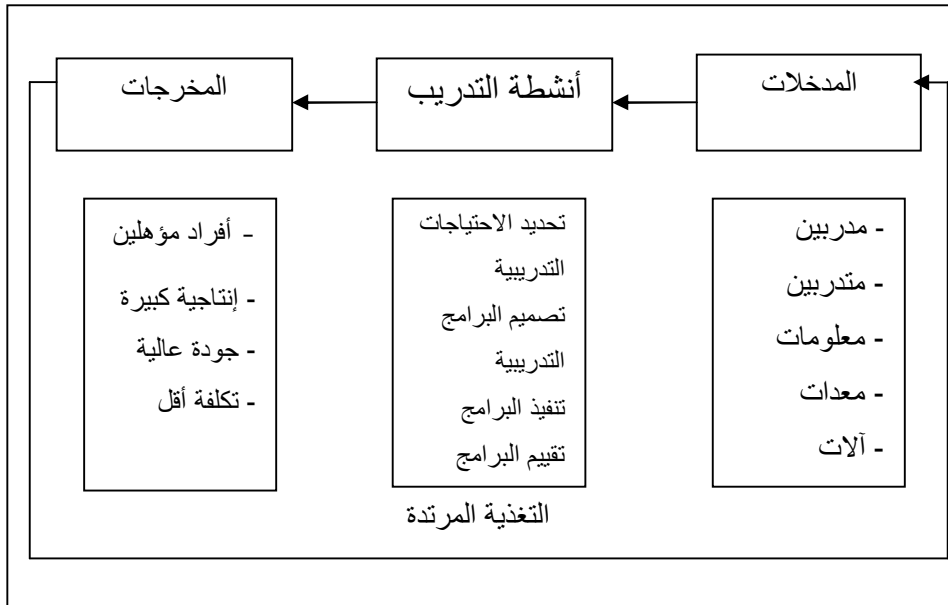 المدخلات
أنشطة التدريب
المخرجات
- مدربين
- متدربين
- معلومات
- معدات
- آلات
تحديد الاحتياجات
التدريبية
تصميم البرامج
التدريبية
تنفيذ البرامج
تقييم البرامج
- أفراد مؤهلين
- إنتاجية كبيرة
- جودة عالية
- تكلفة أقل
التغذية المرتدة